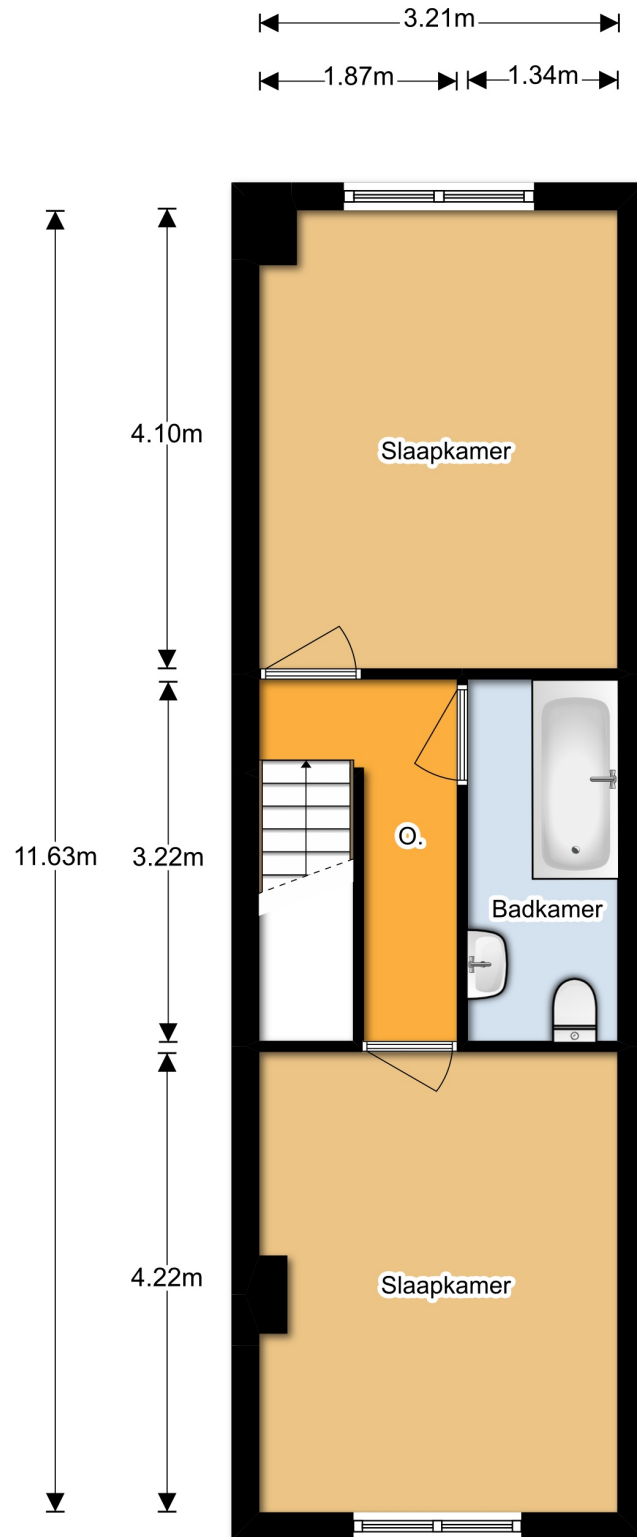 3.21m
1.87m
1.34m
4.10m
Slaapkamer
11.63m
3.22m
O.
Badkamer
4.22m
Slaapkamer